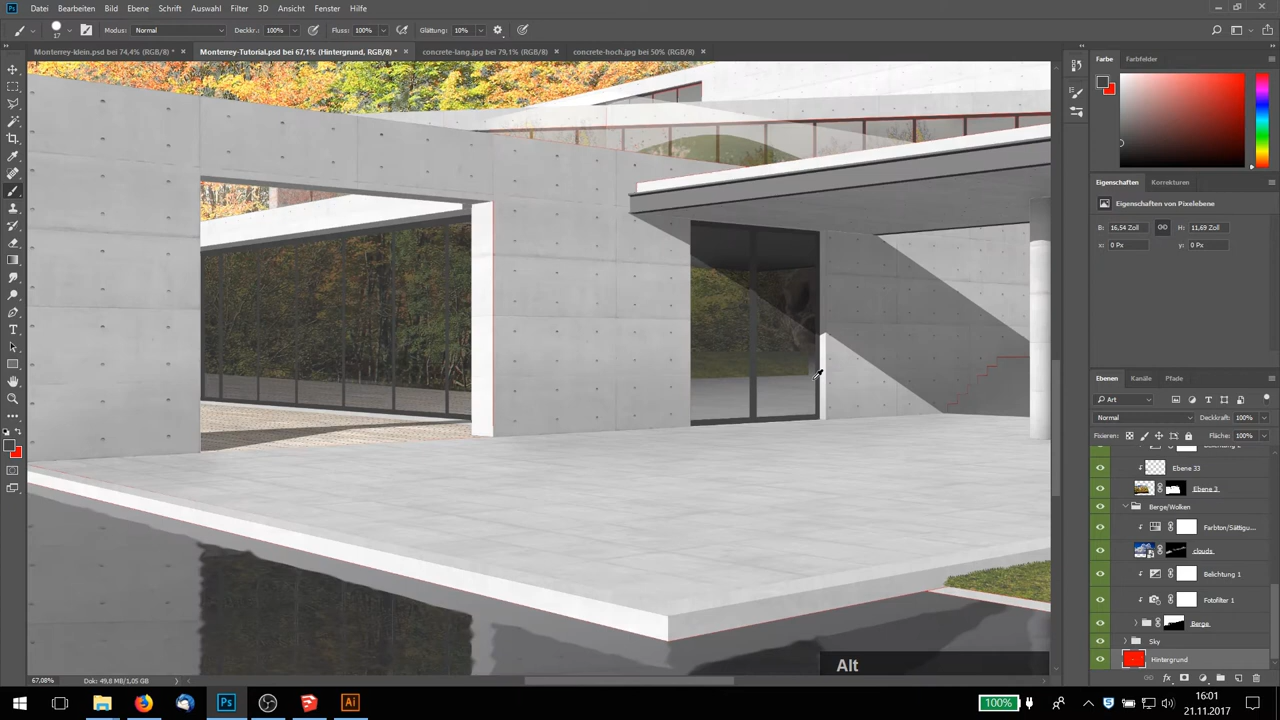 Ps Datei Bearbeiten Bild Ebene Schrift Auswahl Filter 3D Ansicht Fenster Hilfe
17 Modus: Normal Deckkr.: 100% Fluss: 100% Glättung: 10%
Monterrey-klein.psd bei 74,4% (RGB/8) * × Monterrey-Tutorial.psd bei 67,1% (Hintergrund, RGB/8) * × concrete-lang.jpg bei 79,1% (RGB/8) × concrete-hoch.jpg bei 50% (RGB/8) ×
Farbe Farbfelder
Eigenschaften Korrekturen
Eigenschaften von Pixelebene
B: 16,54 Zoll H: 11,69 Zoll
x: 0 Px y: 0 Px
Ebenen Kanäle Pfade
Art
Normal Deckkraft: 100%
Fixieren: Fläche: 100%
Ebene 33
Ebene 3
Berge/Wolken
Farbton/Sättigu...
clouds
Belichtung 1
Fotofilter 1
Berge
Sky
Hintergrund
Alt
67,08% Dok: 49,8 MB/1,05 GB
fx
Ps Ai 100% 16:01
21.11.2017